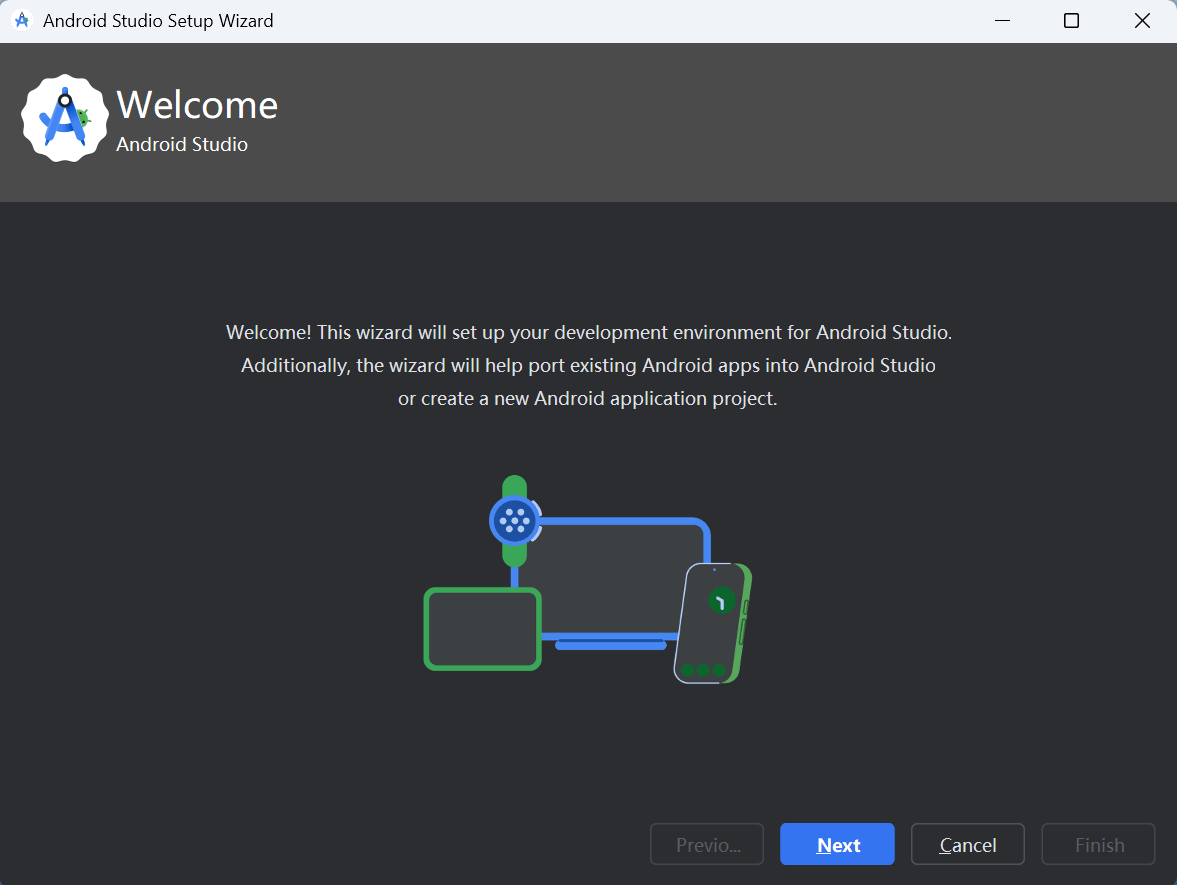 Android Studio Setup Wizard
Welcome
Android Studio
Welcome! This wizard will set up your development environment for Android Studio.
Additionally, the wizard will help port existing Android apps into Android Studio
or create a new Android application project.
Previo...
Next
Cancel
Finish